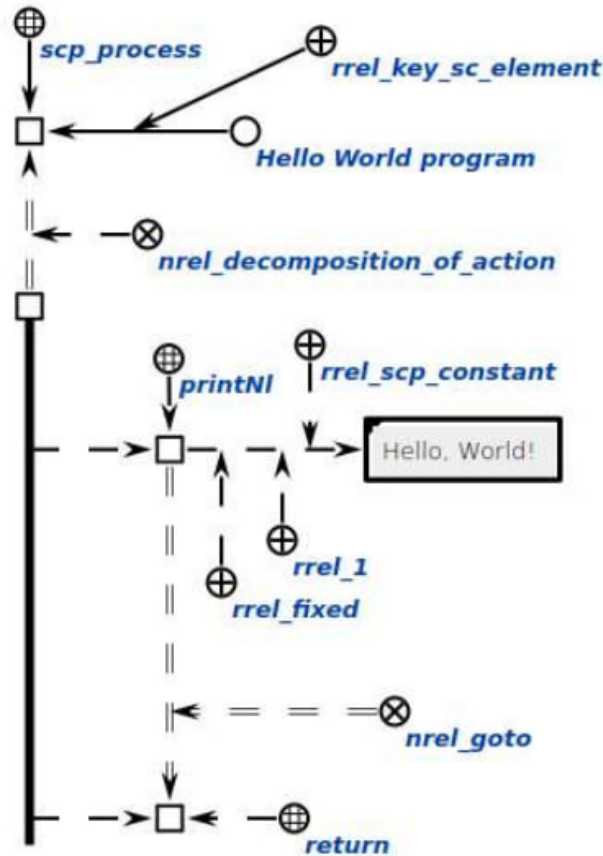 scp_process
rrel_key_sc_element
Hello World program
nrel_decomposition_of_action
printNl
rrel_scp_constant
Hello, World!
rrel_1
rrel_fixed
nrel_goto
return